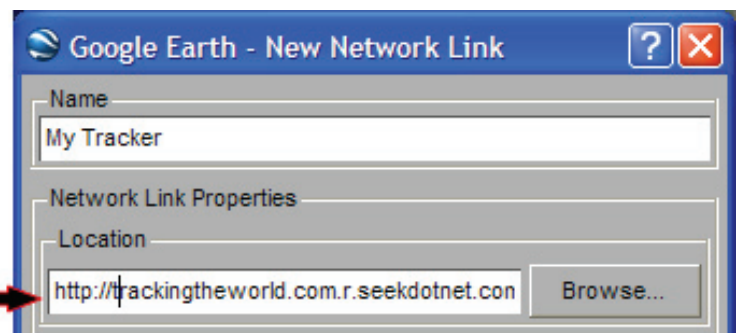 Google Earth - New Network Link
Name
My Tracker
Network Link Properties
Location
http://trackingtheworld.com.r.seekdotnet.con
Browse...